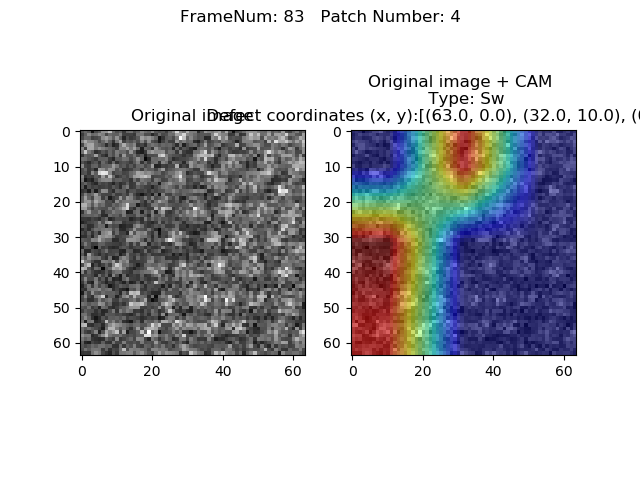 FrameNum: 83   Patch Number: 4
Original image + CAM
Type: Sw
Original image
Defect coordinates (x, y):[(63.0, 0.0), (32.0, 10.0), (
0
10
20
30
40
50
60
0 20 40 60
0
10
20
30
40
50
60
0 20 40 60